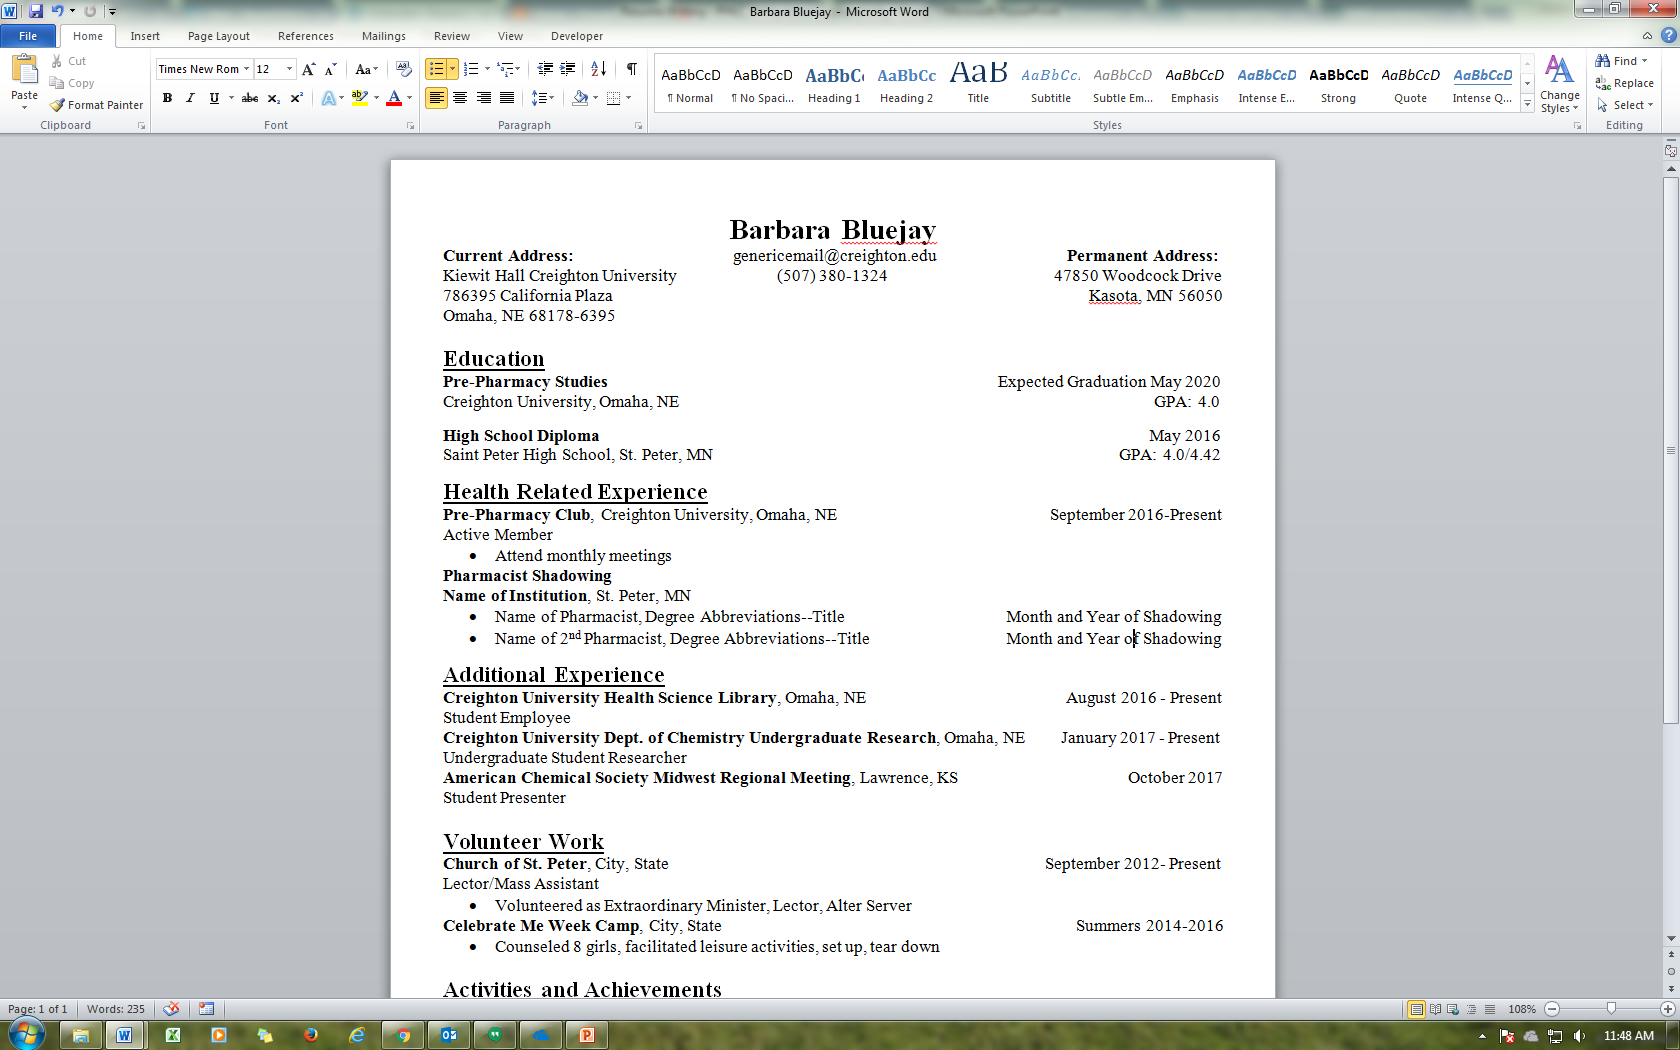 Barbara Bluejay - Microsoft Word
File Home Insert Page Layout References Mailings Review View Developer
Paste
Cut
Copy
Format Painter
Clipboard
Times New Rom 12
Font
Paragraph
AaBbCcD AaBbCcD AaBbC AaBbCc AaB AaBbCc. AaBbCcD AaBbCcD AaBbCcD AaBbCcD AaBbCcD AaBbCcD
¶ Normal ¶ No Spaci... Heading 1 Heading 2 Title Subtitle Subtle Em... Emphasis Intense E... Strong Quote Intense Q...
Change Styles
Styles
Find
Replace
Select
Editing
Barbara Bluejay
Current Address: genericemail@creighton.edu Permanent Address:
Kiewit Hall Creighton University (507) 380-1324 47850 Woodcock Drive
786395 California Plaza Kasota, MN 56050
Omaha, NE 68178-6395
Education
Pre-Pharmacy Studies Expected Graduation May 2020
Creighton University, Omaha, NE GPA: 4.0
High School Diploma May 2016
Saint Peter High School, St. Peter, MN GPA: 4.0/4.42
Health Related Experience
Pre-Pharmacy Club, Creighton University, Omaha, NE September 2016-Present
Active Member
• Attend monthly meetings
Pharmacist Shadowing
Name of Institution, St. Peter, MN
• Name of Pharmacist, Degree Abbreviations--Title Month and Year of Shadowing
• Name of 2nd Pharmacist, Degree Abbreviations--Title Month and Year of Shadowing
Additional Experience
Creighton University Health Science Library, Omaha, NE August 2016 - Present
Student Employee
Creighton University Dept. of Chemistry Undergraduate Research, Omaha, NE January 2017 - Present
Undergraduate Student Researcher
American Chemical Society Midwest Regional Meeting, Lawrence, KS October 2017
Student Presenter
Volunteer Work
Church of St. Peter, City, State September 2012- Present
Lector/Mass Assistant
• Volunteered as Extraordinary Minister, Lector, Alter Server
Celebrate Me Week Camp, City, State Summers 2014-2016
• Counseled 8 girls, facilitated leisure activities, set up, tear down
Activities and Achievements
Page: 1 of 1 Words: 235 108%
11:48 AM